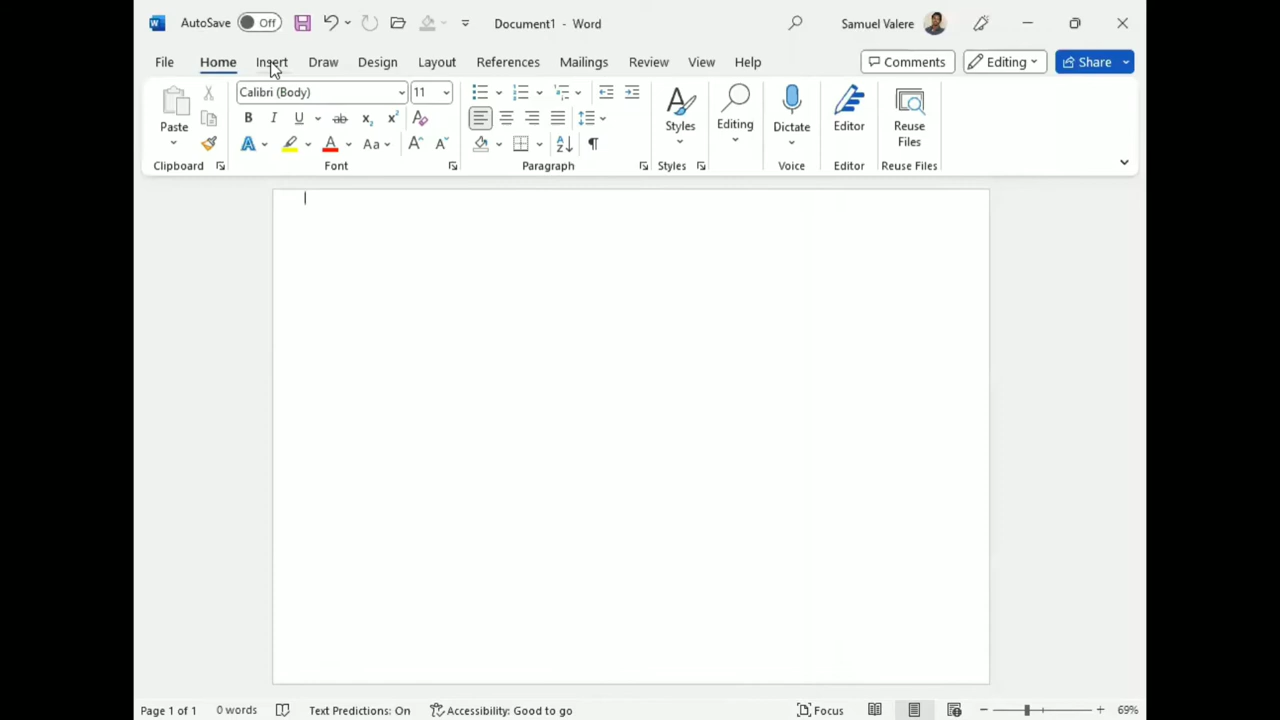 AutoSave Off Document1 - Word Samuel Valere
File Home Insert Draw Design Layout References Mailings Review View Help Comments Editing Share
Calibri (Body) 11
Paste Styles Editing Dictate Editor Reuse Files
B I U ab x₂ x² A
A A Aa A A A Z ¶
Clipboard Font Paragraph Styles Voice Editor Reuse Files
Page 1 of 1 0 words Text Predictions: On Accessibility: Good to go Focus 69%